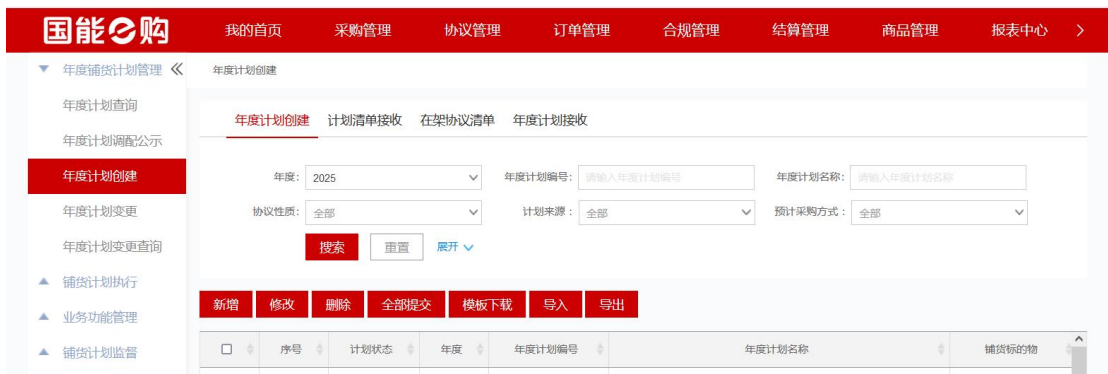 国能e购 我的首页 采购管理 协议管理 订单管理 合规管理 结算管理 商品管理 报表中心
年度铺货计划管理 年度计划创建
年度计划查询
年度计划创建 计划清单接收 在架协议清单 年度计划接收
年度计划调配公示
年度计划创建 年度: 2025 年度计划编号: 请输入年度计划编号 年度计划名称: 请输入年度计划名称
年度计划变更 协议性质: 全部 计划来源: 全部 预计采购方式: 全部
年度计划变更查询 搜索 重置 展开
铺货计划执行
新增 修改 删除 全部提交 模板下载 导入 导出
业务功能管理
铺货计划监督 序号 计划状态 年度 年度计划编号 年度计划名称 铺货标的物